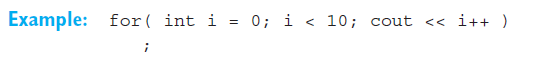 Example: for( int i = 0; i < 10; cout << i++ )
;